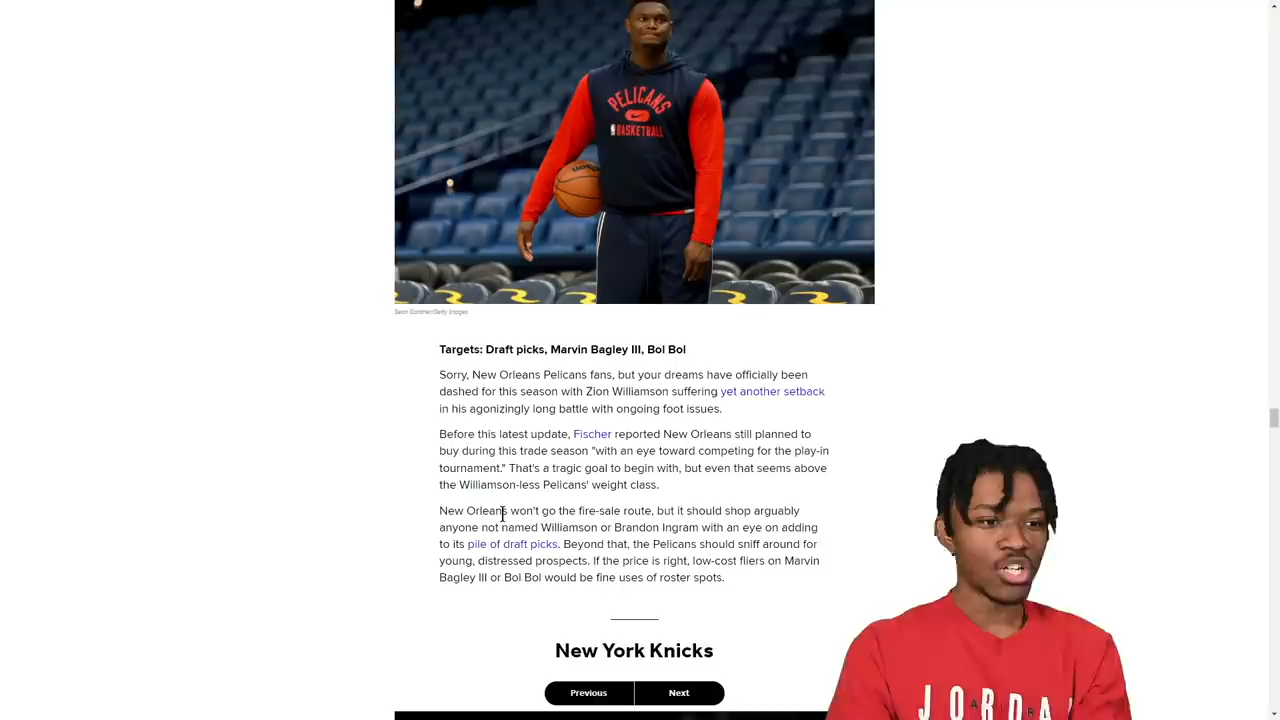 PELICANS
BASKETBALL
Sean Gardner/Getty Images
Targets: Draft picks, Marvin Bagley III, Bol Bol
Sorry, New Orleans Pelicans fans, but your dreams have officially been
dashed for this season with Zion Williamson suffering yet another setback
in his agonizingly long battle with ongoing foot issues.
Before this latest update, Fischer reported New Orleans still planned to
buy during this trade season "with an eye toward competing for the play-in
tournament." That's a tragic goal to begin with, but even that seems above
the Williamson-less Pelicans' weight class.
New Orleans won't go the fire-sale route, but it should shop arguably
anyone not named Williamson or Brandon Ingram with an eye on adding
to its pile of draft picks. Beyond that, the Pelicans should sniff around for
young, distressed prospects. If the price is right, low-cost fliers on Marvin
Bagley III or Bol Bol would be fine uses of roster spots.
New York Knicks
Previous Next
JORDA